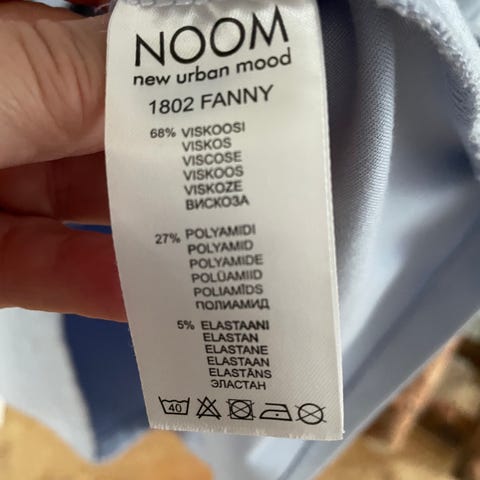 NOOM
new urban mood
1802 FANNY
68% VISKOOSI
VISKOS
VISCOSE
VISKOOS
VISKOZE
ВИСКОЗА
27% POLYAMIDI
POLYAMID
POLYAMIDE
POLÜAMIID
POLIAMĪDS
ПОЛИАМИД
5% ELASTAANI
ELASTAN
ELASTANE
ELASTAAN
ELASTĀNS
ЭЛАСТАН
40